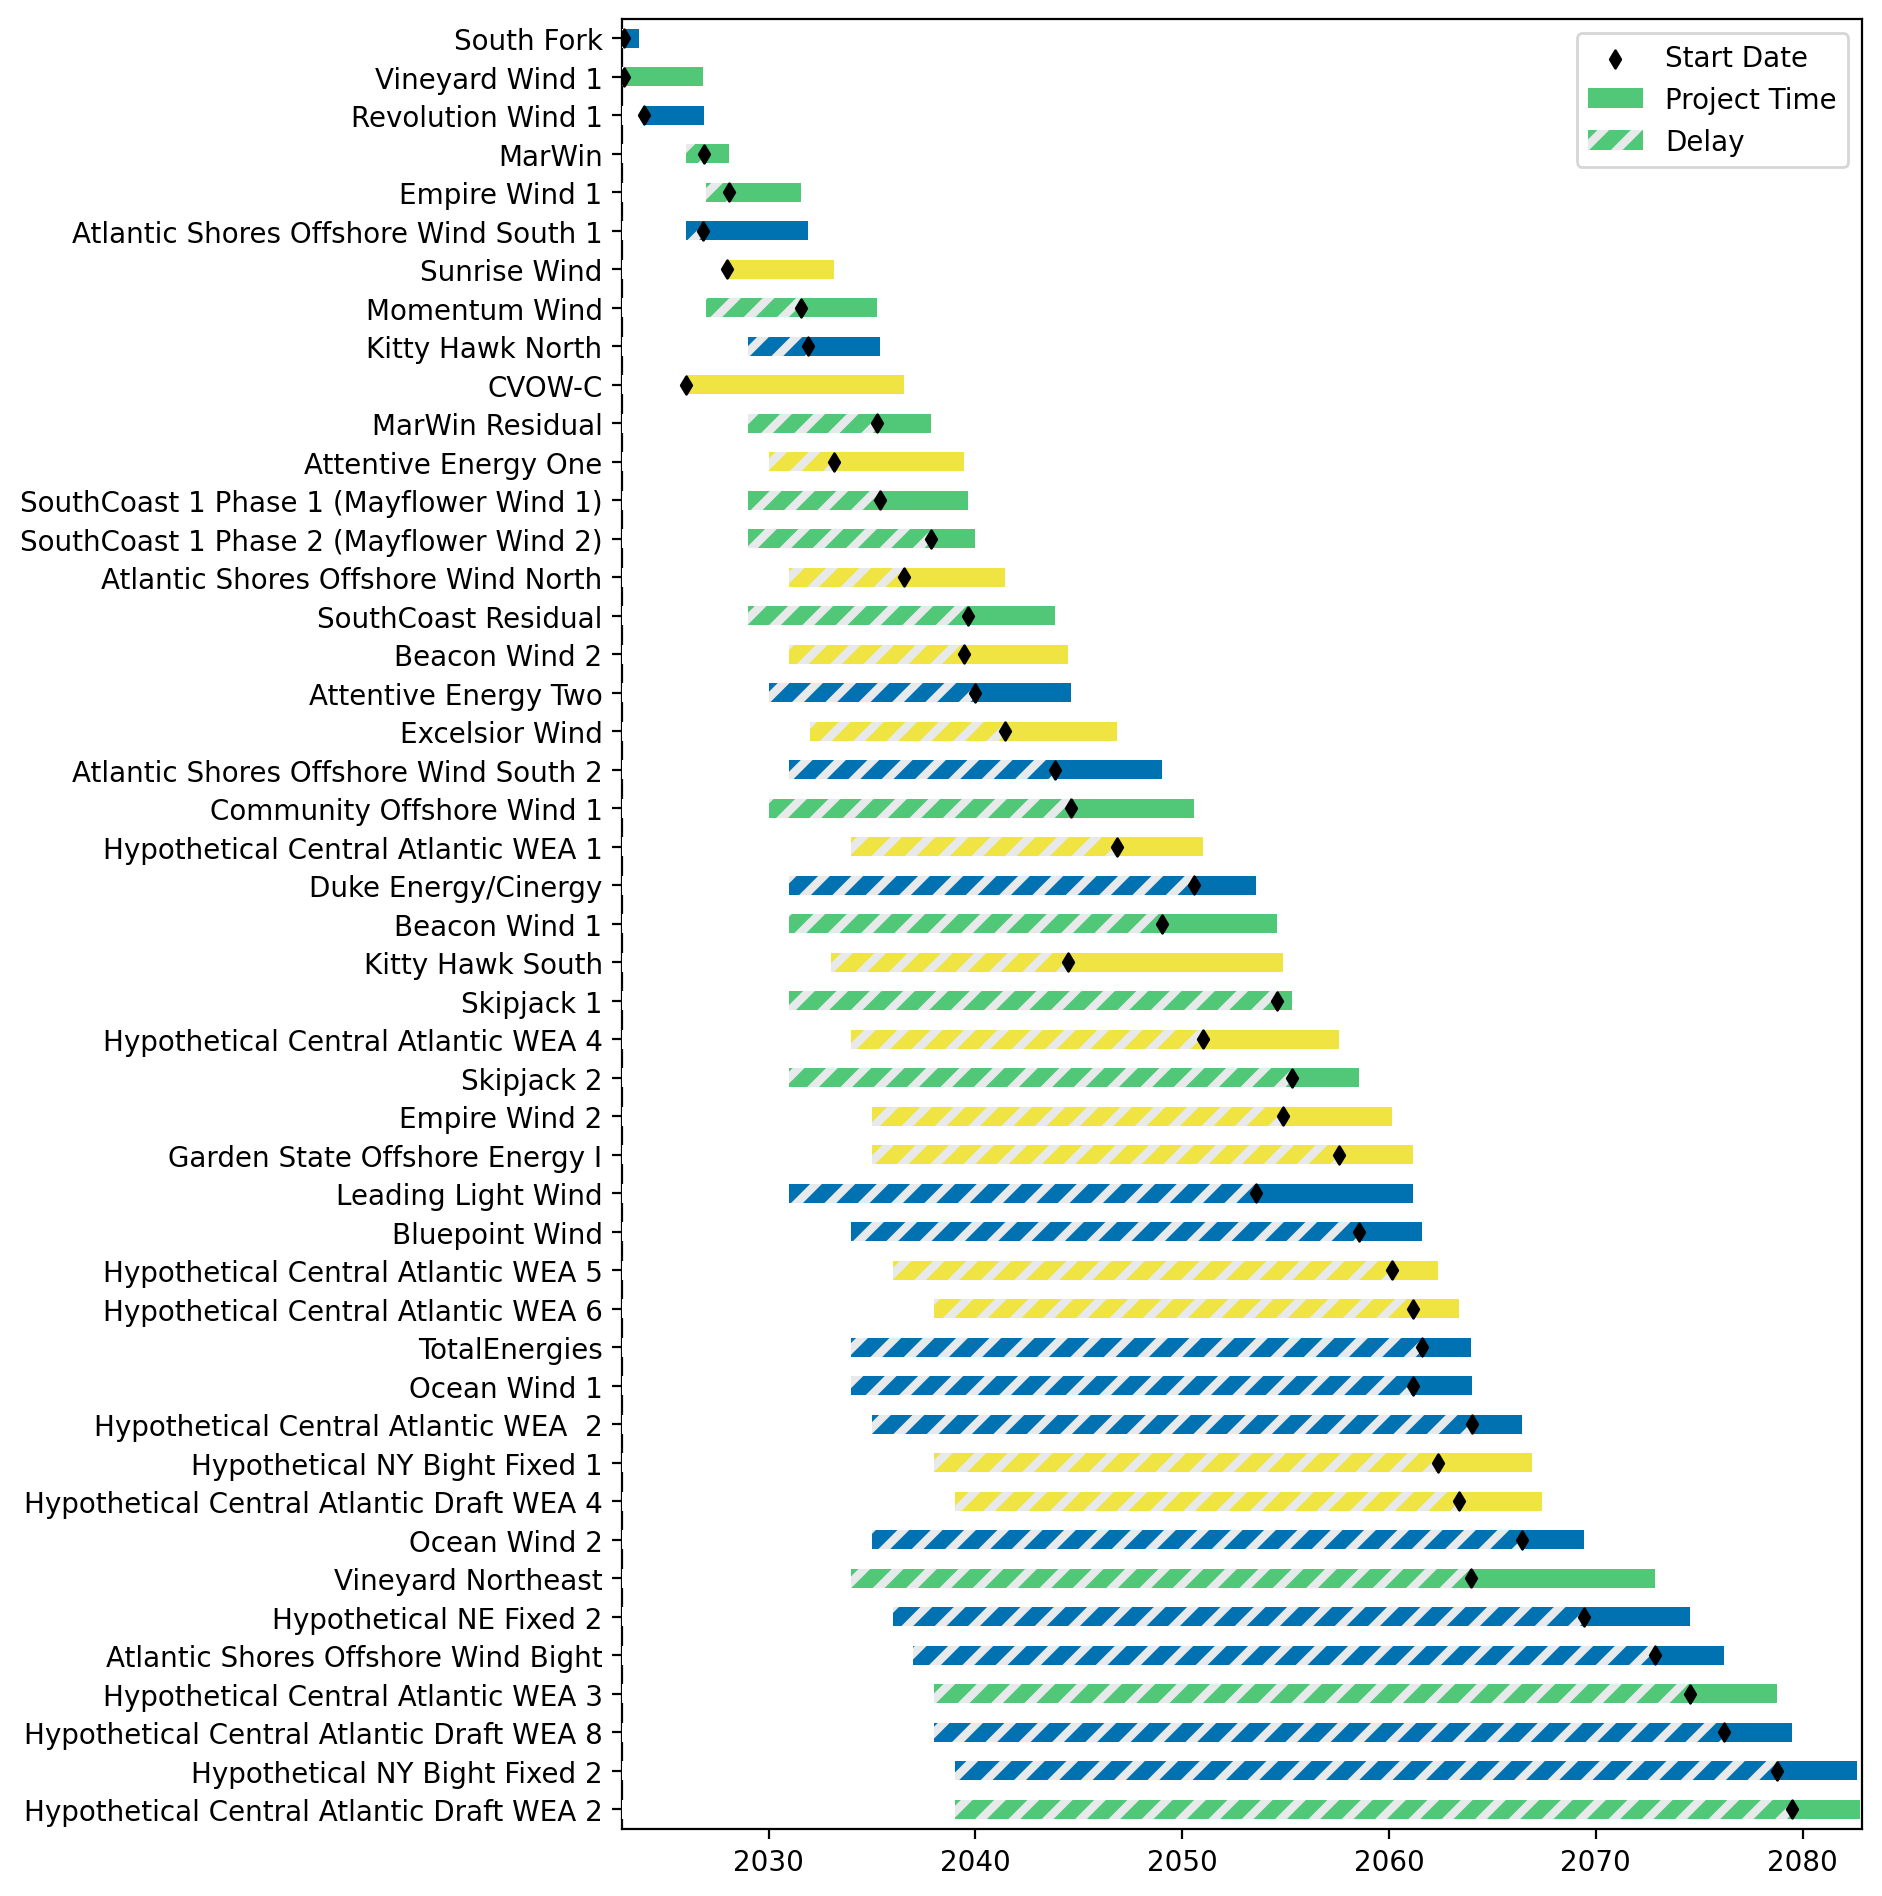 South Fork
Vineyard Wind 1
Revolution Wind 1
MarWin
Empire Wind 1
Atlantic Shores Offshore Wind South 1
Sunrise Wind
Momentum Wind
Kitty Hawk North
CVOW-C
MarWin Residual
Attentive Energy One
SouthCoast 1 Phase 1 (Mayflower Wind 1)
SouthCoast 1 Phase 2 (Mayflower Wind 2)
Atlantic Shores Offshore Wind North
SouthCoast Residual
Beacon Wind 2
Attentive Energy Two
Excelsior Wind
Atlantic Shores Offshore Wind South 2
Community Offshore Wind 1
Hypothetical Central Atlantic WEA 1
Duke Energy/Cinergy
Beacon Wind 1
Kitty Hawk South
Skipjack 1
Hypothetical Central Atlantic WEA 4
Skipjack 2
Empire Wind 2
Garden State Offshore Energy I
Leading Light Wind
Bluepoint Wind
Hypothetical Central Atlantic WEA 5
Hypothetical Central Atlantic WEA 6
TotalEnergies
Ocean Wind 1
Hypothetical Central Atlantic WEA  2
Hypothetical NY Bight Fixed 1
Hypothetical Central Atlantic Draft WEA 4
Ocean Wind 2
Vineyard Northeast
Hypothetical NE Fixed 2
Atlantic Shores Offshore Wind Bight
Hypothetical Central Atlantic WEA 3
Hypothetical Central Atlantic Draft WEA 8
Hypothetical NY Bight Fixed 2
Hypothetical Central Atlantic Draft WEA 2
Start Date
Project Time
Delay
2030 2040 2050 2060 2070 2080